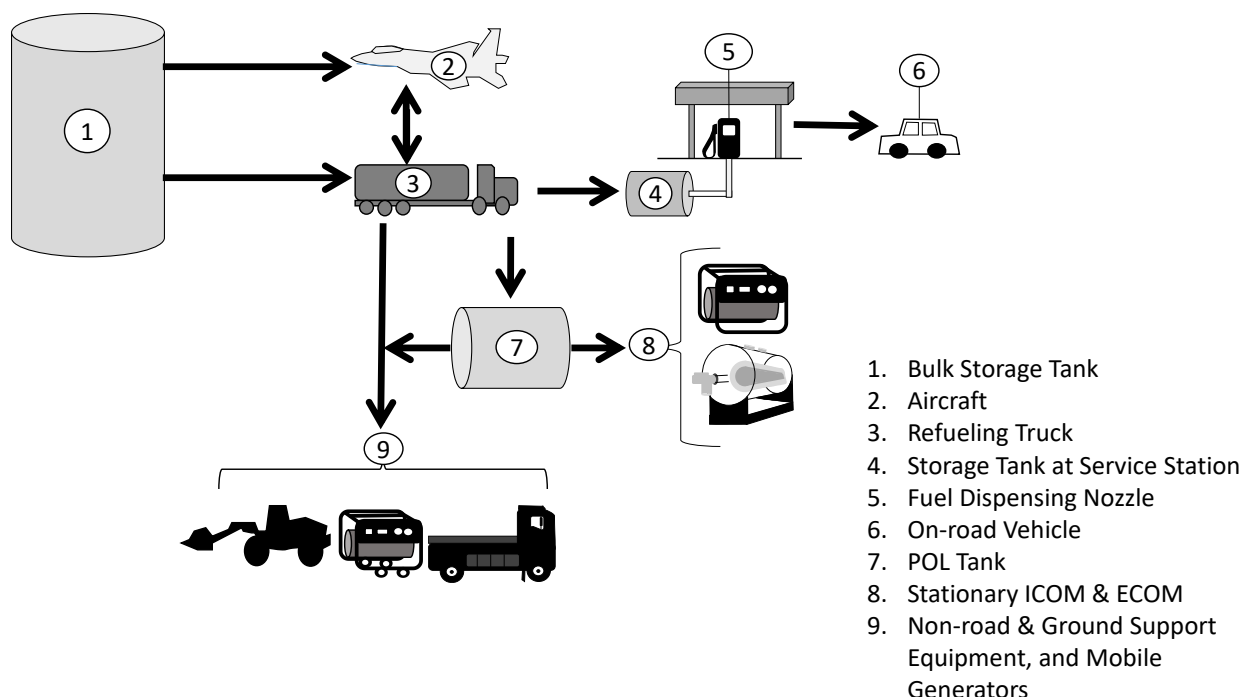 1
2
3
4
5
6
7
8
9
1. Bulk Storage Tank
2. Aircraft
3. Refueling Truck
4. Storage Tank at Service Station
5. Fuel Dispensing Nozzle
6. On-road Vehicle
7. POL Tank
8. Stationary ICOM & ECOM
9. Non-road & Ground Support
Equipment, and Mobile
Generators